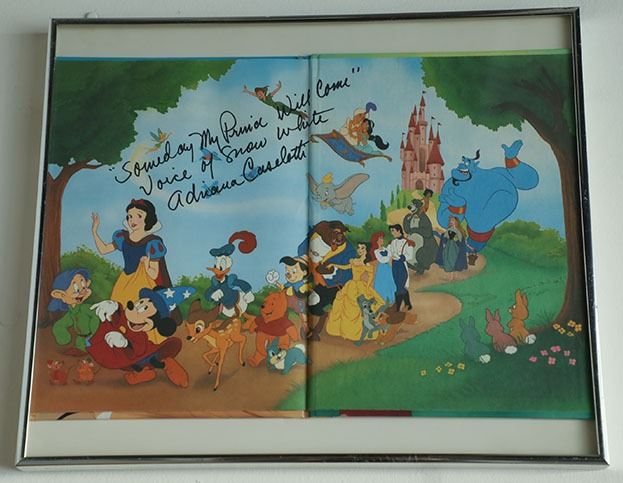 "Someday My Prince Will Come"
Voice of Snow White
Adriana Caselotti